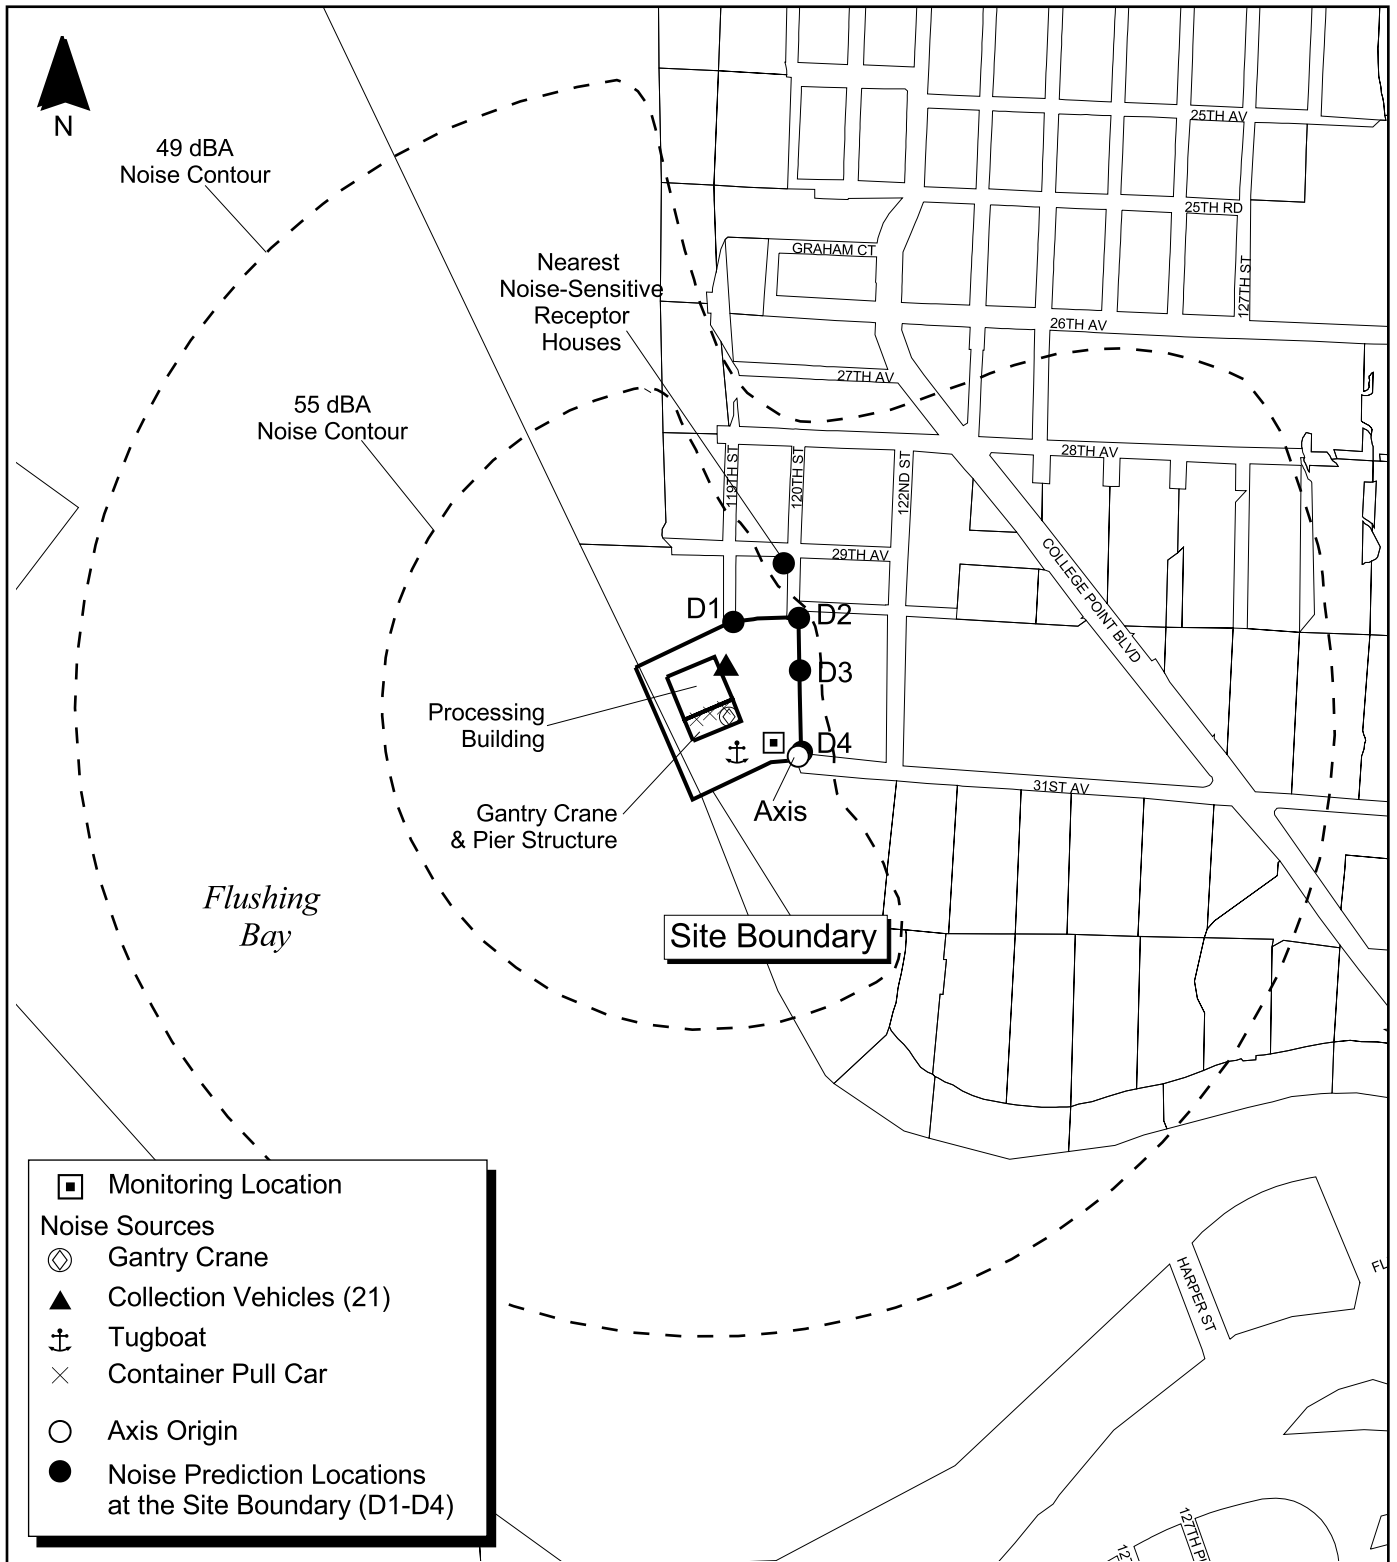 N
49 dBA
Noise Contour
25TH AV
25TH RD
GRAHAM CT
127TH ST
Nearest
Noise-Sensitive
Receptor
Houses
26TH AV
27TH AV
55 dBA
Noise Contour
28TH AV
119TH ST
120TH ST
122ND ST
29TH AV
COLLEGE POINT BLVD
D1
D2
D3
Processing
Building
D4
31ST AV
Gantry Crane
& Pier Structure
Axis
Flushing
Bay
Site Boundary
Monitoring Location
Noise Sources
Gantry Crane
Collection Vehicles (21)
Tugboat
Container Pull Car
Axis Origin
Noise Prediction Locations
at the Site Boundary (D1-D4)
HARPER ST
FL